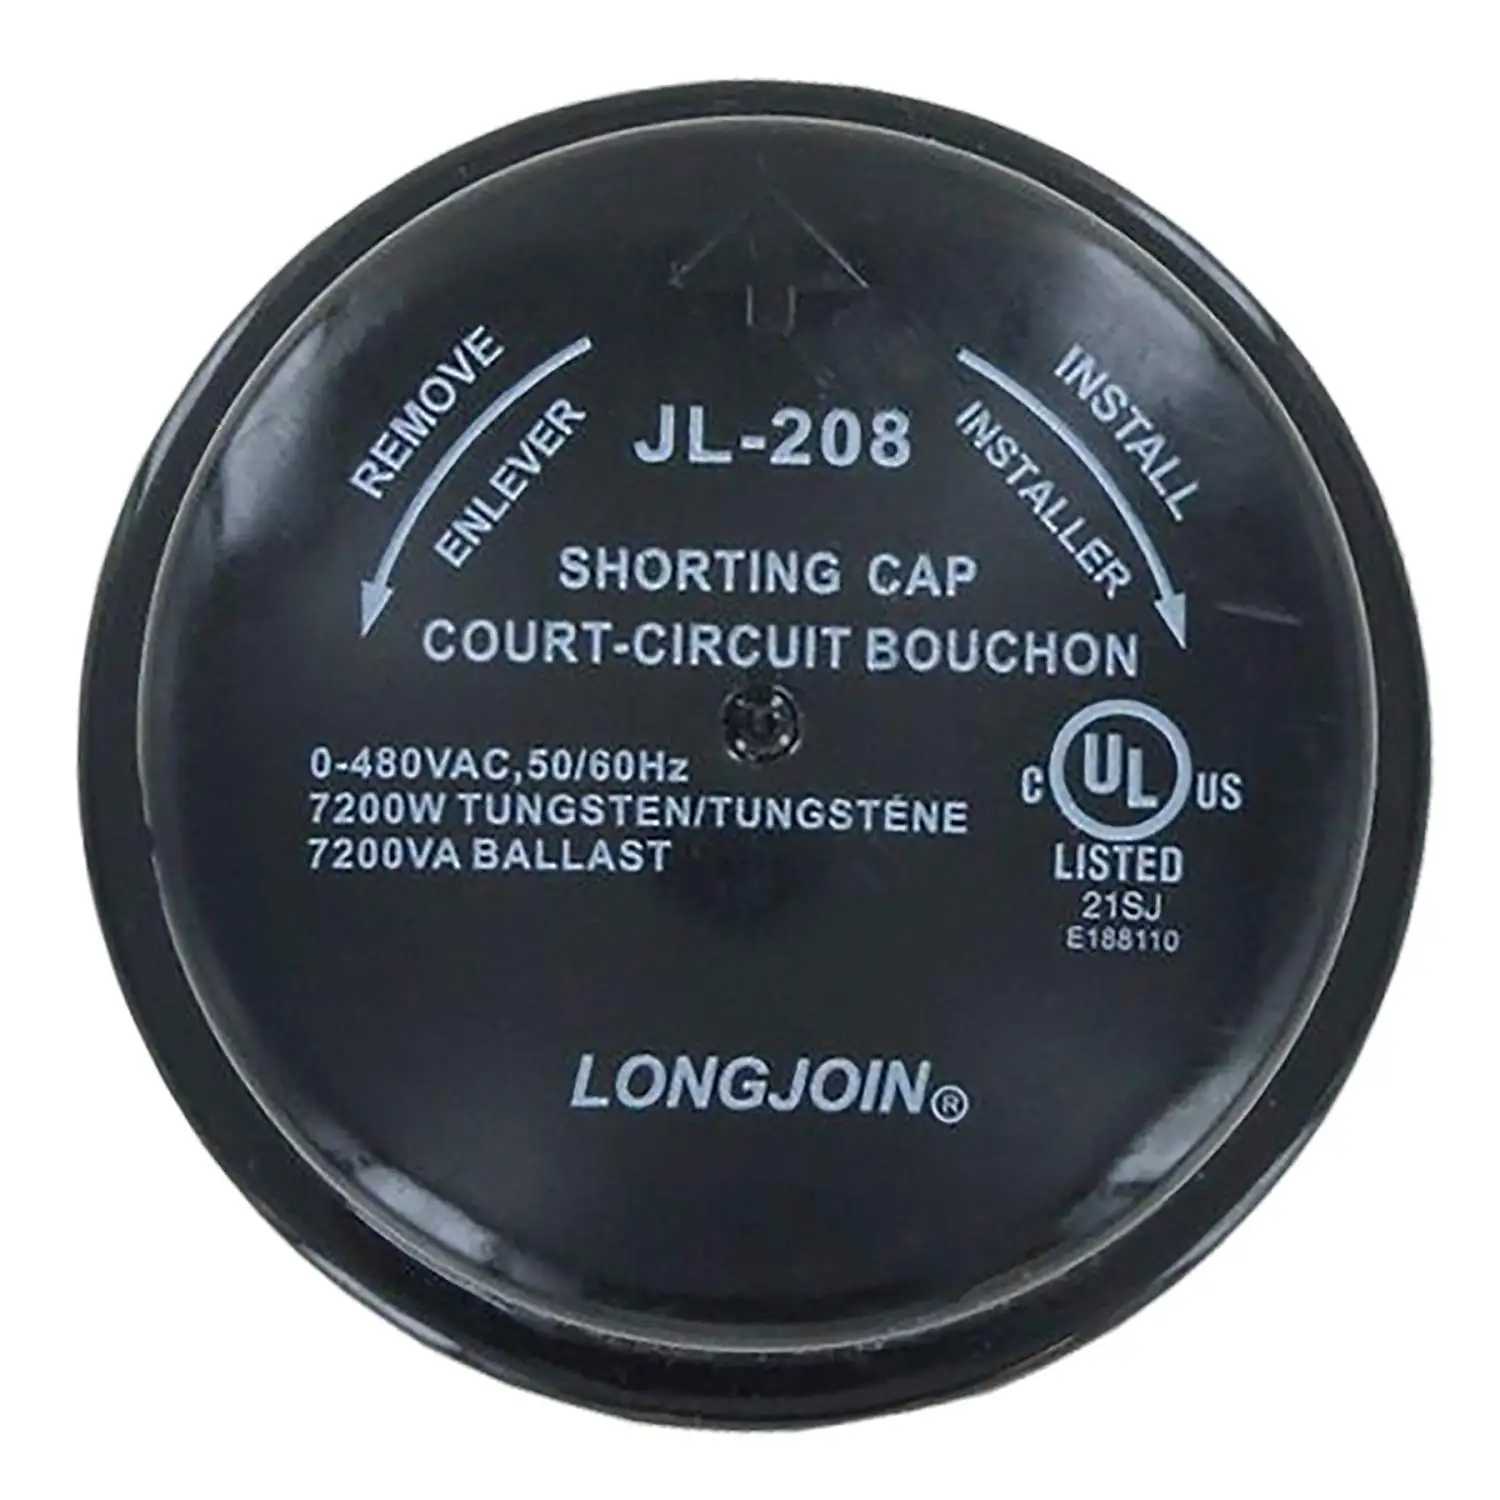 REMOVE
ENLEVER
INSTALL
INSTALLER
JL-208
SHORTING CAP
COURT-CIRCUIT BOUCHON
0-480VAC,50/60Hz
7200W TUNGSTEN/TUNGSTÉNE
7200VA BALLAST
C UL US
LISTED
21SJ
E188110
LONGJOIN®